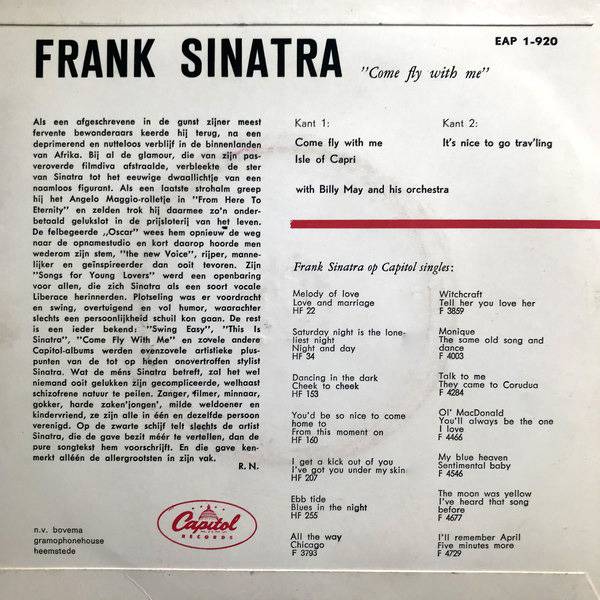 FRANK SINATRA "Come fly with me"
EAP 1-920
Als een afgeschrevene in de gunst zijner meest
fervente bewonderaars keerde hij terug, na een
deprimerend en nutteloos verblijf in de binnenlanden
van Afrika. Bij al de glamour, die van zijn pas-
veroverde filmdiva afstraalde, verbleekte de ster
van Sinatra tot het eeuwige dwaallichtje van een
naamloos figurant. Als een laatste strohalm greep
hij het Angelo Maggio-rolletje in "From Here To
Eternity" en zelden trok hij daarmee zo'n onder-
betaald gelukslot in de prijsloterij van het leven.
De felbegeerde „Oscar" wees hem opnieuw de weg
naar de opnamestudio en kort daarop hoorde men
wederom zijn stem, "the new Voice", rijper, manne-
lijker en geïnspireerder dan ooit tevoren. Zijn
"Songs for Young Lovers" werd een openbaring
voor allen, die zich Sinatra als een soort vocale
Liberace herinnerden. Plotseling was er voordracht
en swing, overtuigend en vol humor, waarachter
slechts een persoonlijkheid schuil kon gaan. De rest
is een ieder bekend: "Swing Easy", "This Is
Sinatra", "Come Fly With Me" en zovele andere
Capitol-albums werden evenzovele artistieke plus-
punten van de tot op heden onovertroffen stylist
Sinatra. Wat de méns Sinatra betreft, zal het wel
niemand ooit gelukken zijn gecompliceerde, welhaast
schizofrene natuur te peilen. Zanger, filmer, minnaar,
gokker, harde zaken'jongen', milde weldoener en
kindervriend, ze zijn alle in één en dezelfde persoon
verenigd. Op de zwarte schijf telt slechts de artist
Sinatra, die de gave bezit méér te vertellen, dan de
pure songtekst hem voorschrijft. En die gave ken-
merkt alléén de allergrootsten in zijn vak.
R. N.
n.v. bovema
gramophonehouse
heemstede
Capitol
RECORDS
Kant 1:
Come fly with me
Isle of Capri
Kant 2:
It's nice to go trav'ling
with Billy May and his orchestra
Frank Sinatra op Capitol singles:
Melody of love
Love and marriage
HF 22
Saturday night is the lone-
liest night
Night and day
HF 34
Dancing in the dark
Cheek to cheek
HF 153
You'd be so nice to come
home to
From this moment on
HF 160
I get a kick out of you
I've got you under my skin
HF 207
Ebb tide
Blues in the night
HF 255
All the way
Chicago
F 3793
Witchcraft
Tell her you love her
F 3859
Monique
The same old song and
dance
F 4003
Talk to me
They came to Corudua
F 4284
Ol' MacDonald
You'll always be the one
I love
F 4466
My blue heaven
Sentimental baby
F 4546
The moon was yellow
I've heard that song
before
F 4677
I'll remember April
Five minutes more
F 4729